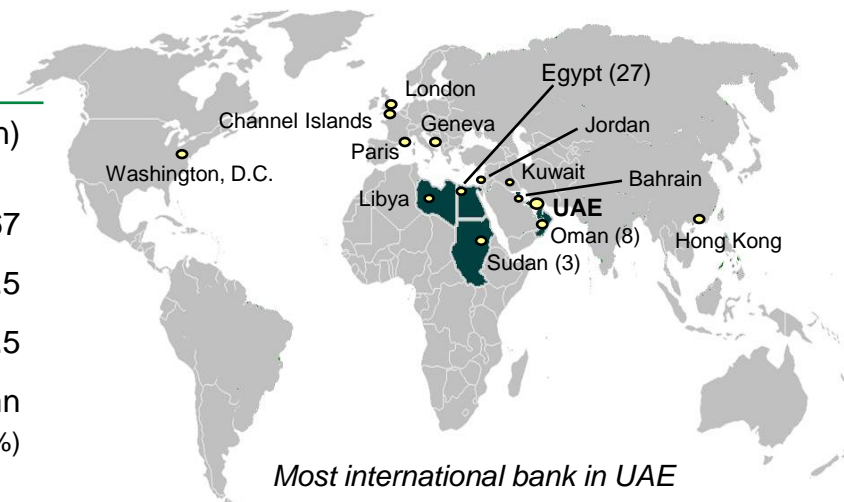 Egypt (27)
London
Channel Islands
Geneva
Jordan
Paris
Kuwait
Washington, D.C.
Bahrain
Libya
UAE
Oman (8)
Hong Kong
Sudan (3)
Most international bank in UAE